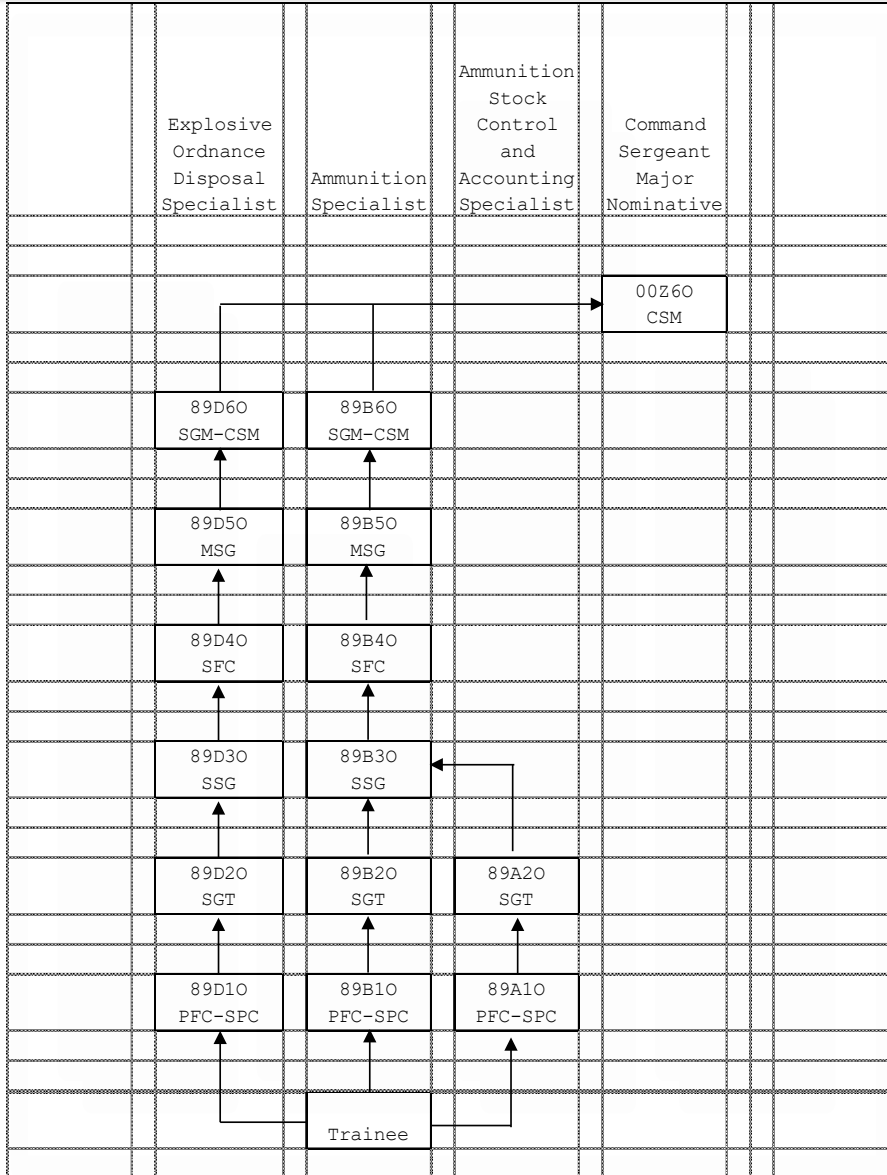 Explosive
Ordnance
Disposal
Specialist
Ammunition
Specialist
Ammunition
Stock
Control
and
Accounting
Specialist
Command
Sergeant
Major
Nominative
00Z6O
CSM
89D6O
SGM-CSM
89B6O
SGM-CSM
89D5O
MSG
89B5O
MSG
89D4O
SFC
89B4O
SFC
89D3O
SSG
89B3O
SSG
89D2O
SGT
89B2O
SGT
89A2O
SGT
89D1O
PFC-SPC
89B1O
PFC-SPC
89A1O
PFC-SPC
Trainee